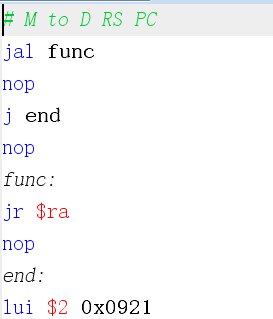 # M to D RS PC
jal func
nop
j end
nop
func:
jr $ra
nop
end:
lui $2 0x0921